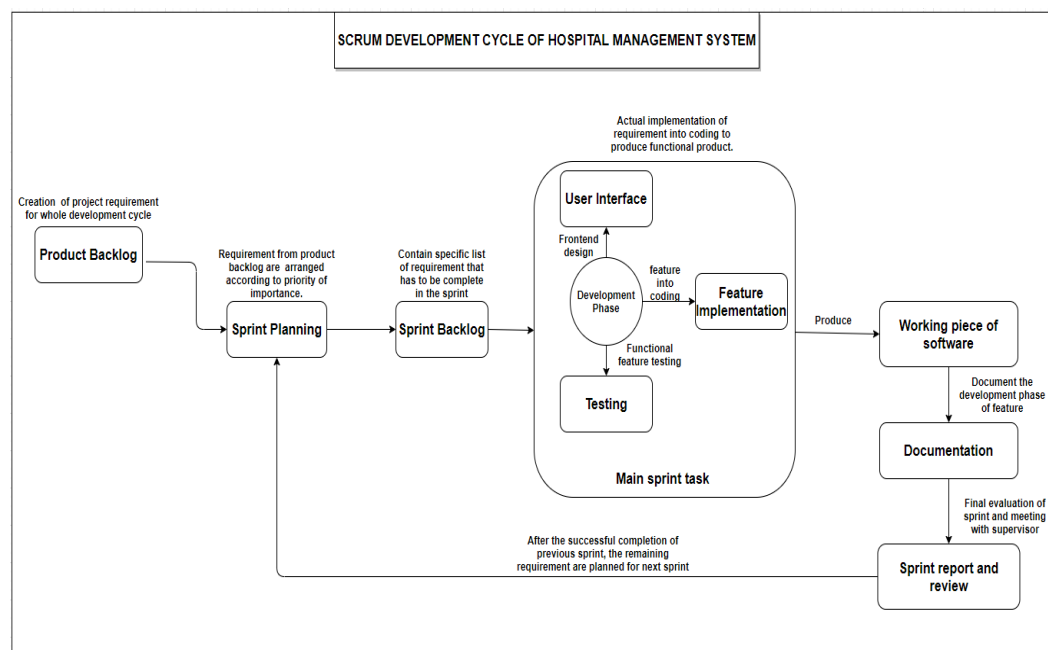 SCRUM DEVELOPMENT CYCLE OF HOSPITAL MANAGEMENT SYSTEM
Actual implementation of
requirement into coding to
produce functional product.
Creation of project requirement
for whole development cycle
Product Backlog
Requirement from product
backlog are arranged
according to priority of
importance.
Sprint Planning
Contain specific list
of requirement that
has to be complete
in the sprint
Sprint Backlog
User Interface
Frontend
design
Development
Phase
feature
into
coding
Feature
Implementation
Functional
feature testing
Testing
Main sprint task
Produce
Working piece of
software
Document the
development phase
of feature
Documentation
Final evaluation of
sprint and meeting
with supervisor
Sprint report and
review
After the successful completion of
previous sprint, the remaining
requirement are planned for next sprint